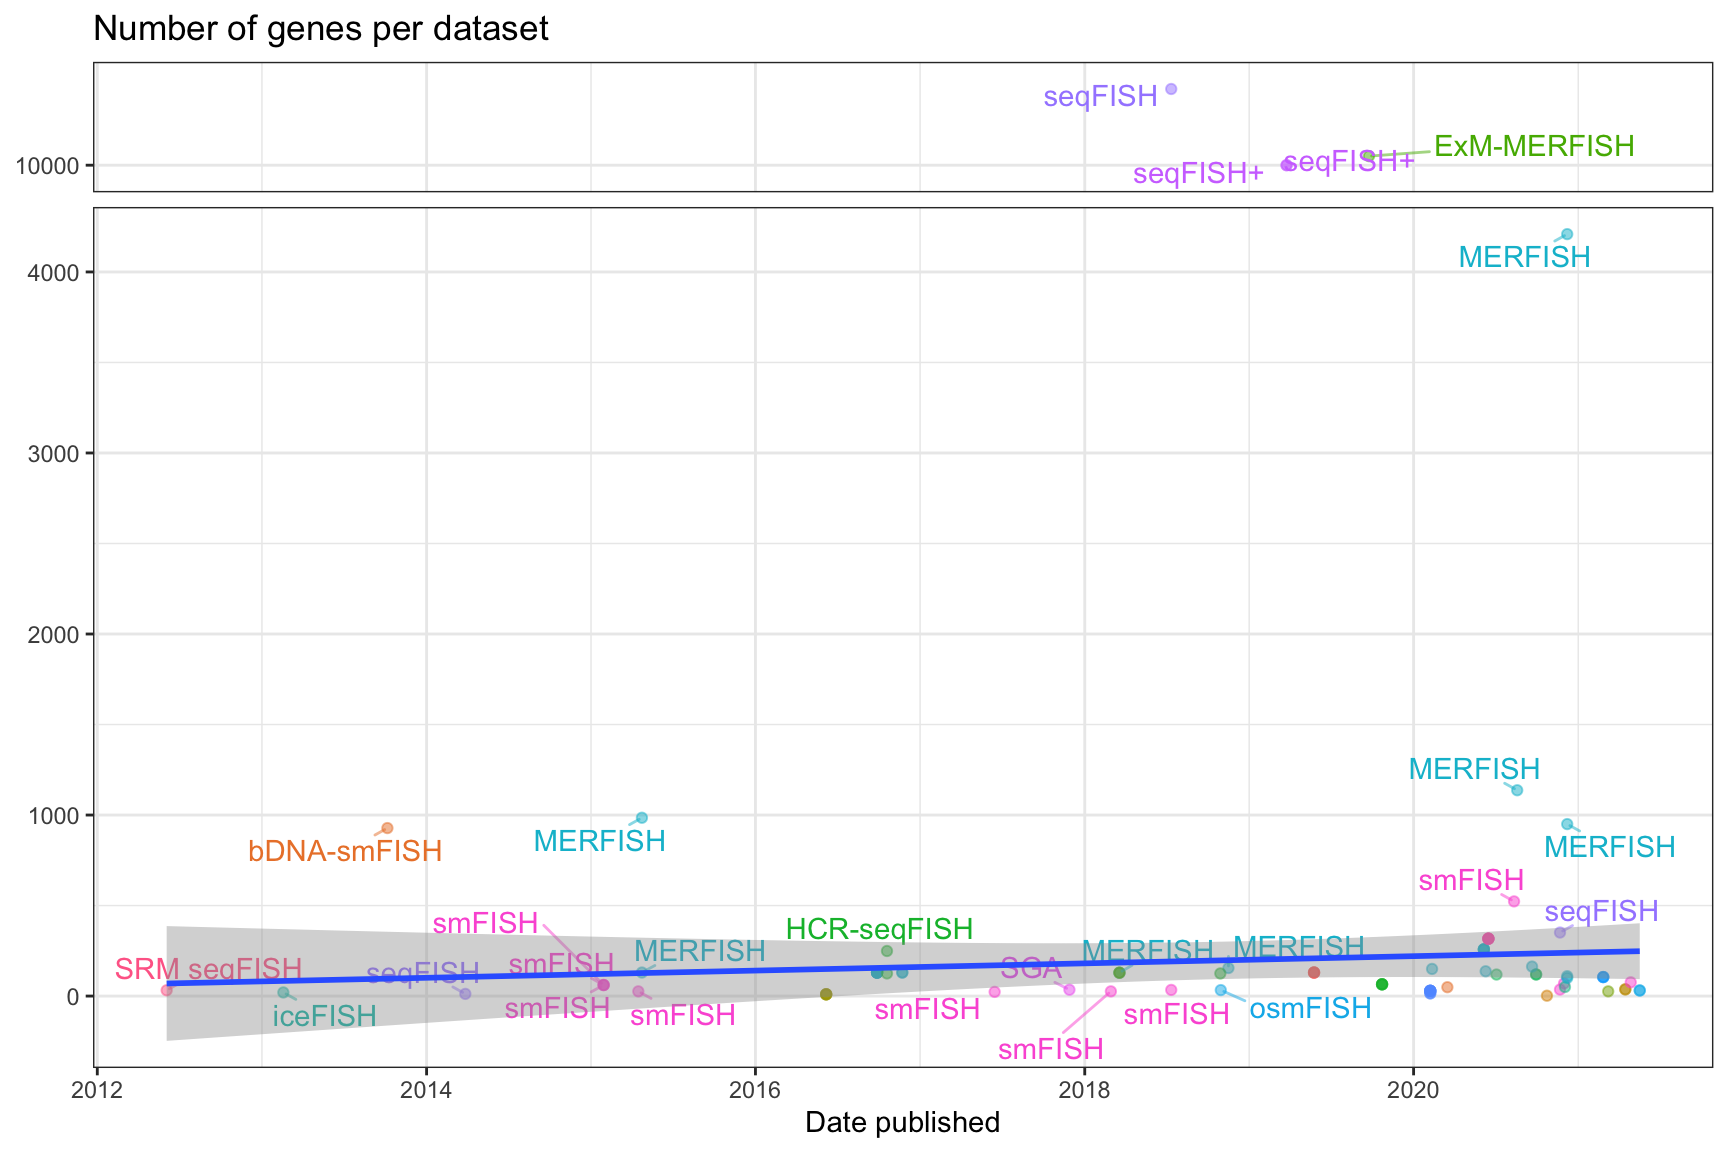 Number of genes per dataset
seqFISH
ExM-MERFISH
seqFISH+
seqFISH+
10000
MERFISH
4000
3000
2000
MERFISH
1000
bDNA-smFISH
MERFISH
MERFISH
smFISH
seqFISH
smFISH
HCR-seqFISH
MERFISH
MERFISH
MERFISH
SRM seqFISH
seqFISH
smFISH
SGA
0
smFISH
smFISH
smFISH
smFISH
osmFISH
iceFISH
smFISH
2012
2014
2016
2018
2020
Date published